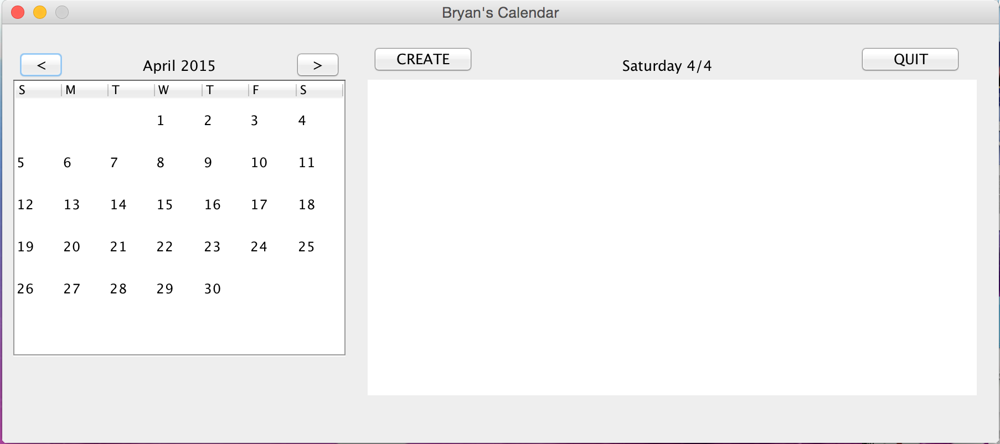 Bryan's Calendar
< April 2015 >
CREATE Saturday 4/4 QUIT
S M T W T F S
1 2 3 4
5 6 7 8 9 10 11
12 13 14 15 16 17 18
19 20 21 22 23 24 25
26 27 28 29 30